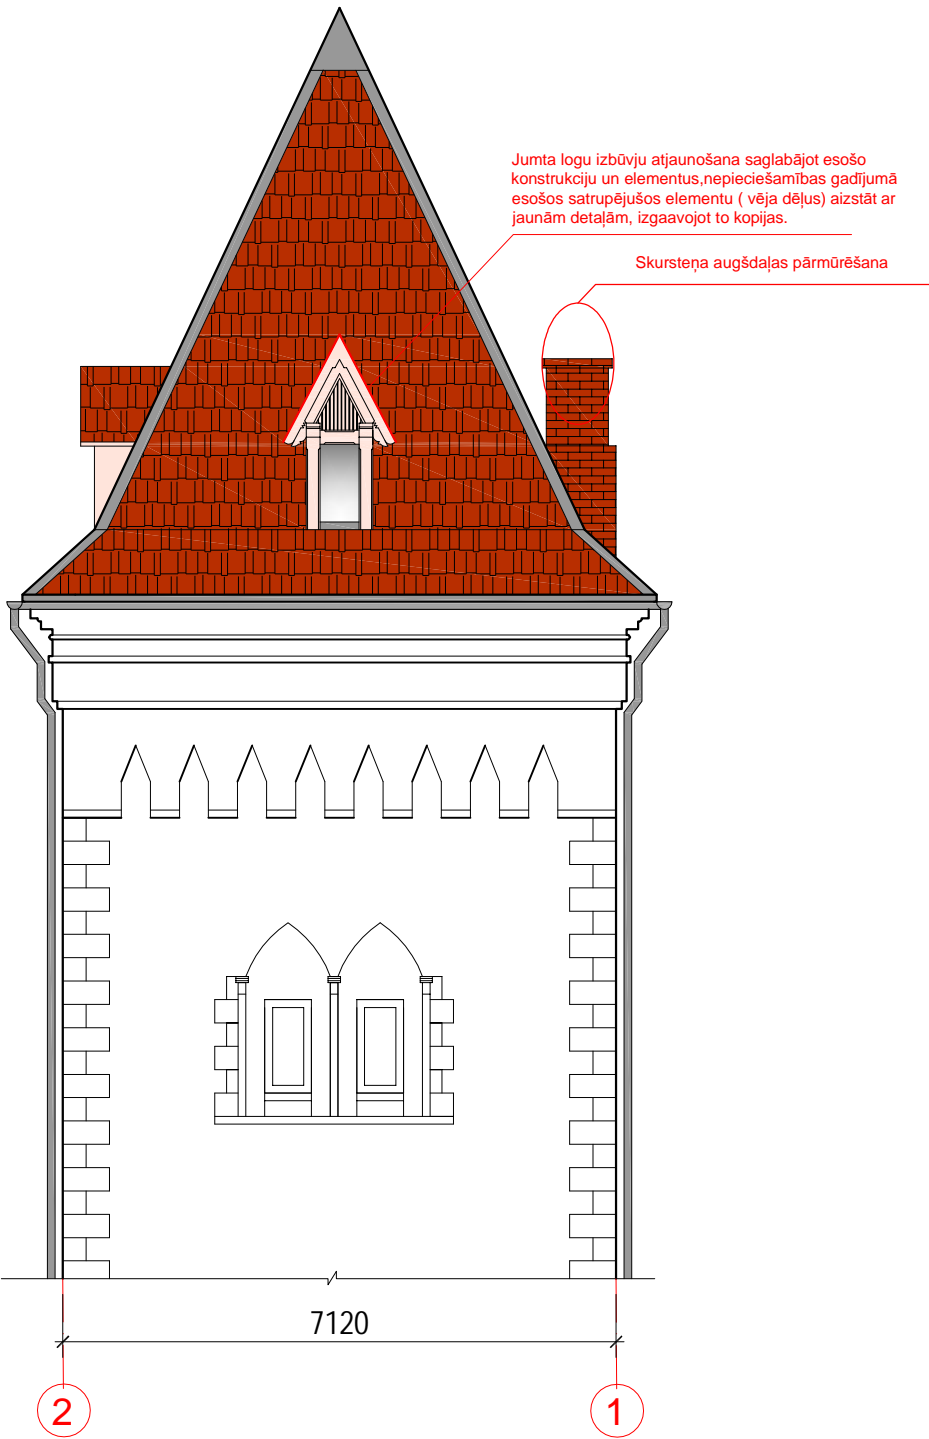 Jumta logu izbūvju atjaunošana saglabājot esošo
konstrukciju un elementus,nepieciešamības gadījumā
esošos satrupējušos elementu ( vēja dēļus) aizstāt ar
jaunām detaļām, izgaavojot to kopijas.
Skursteņa augšdaļas pārmūrēšana
7120
2
1